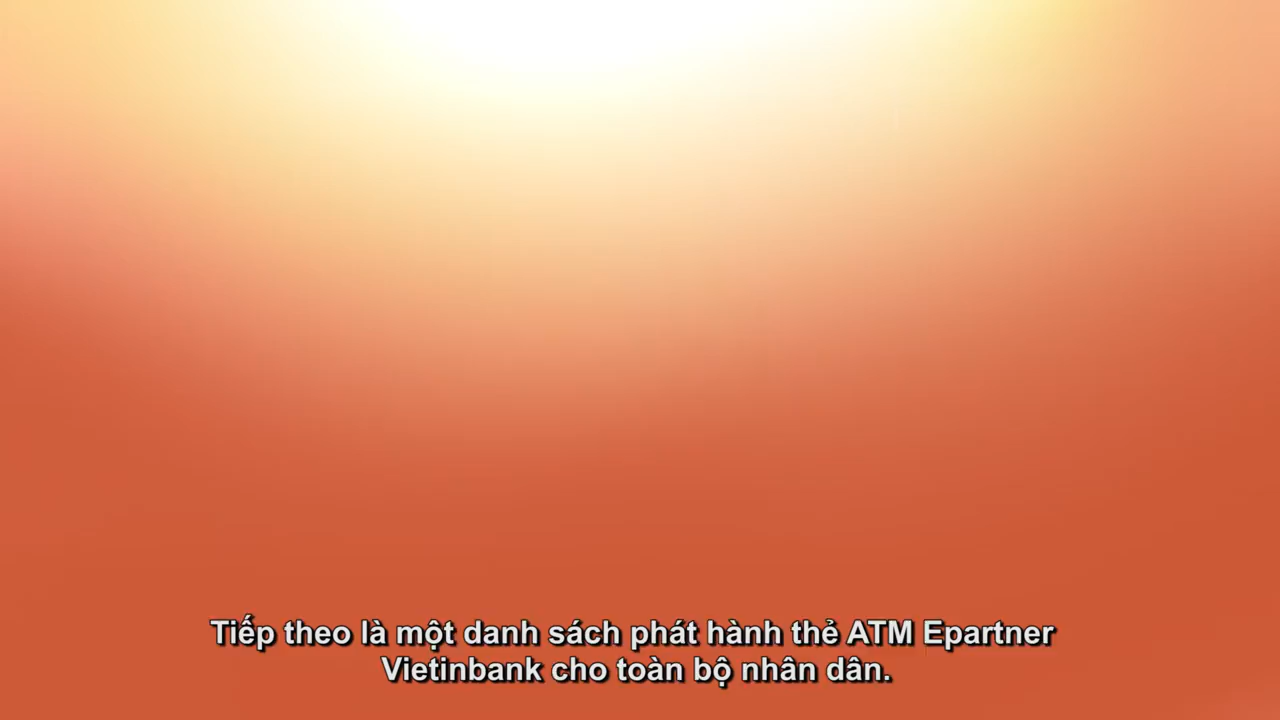 Tiếp theo là một danh sách phát hành thẻ ATM Epartner
Vietinbank cho toàn bộ nhân dân.